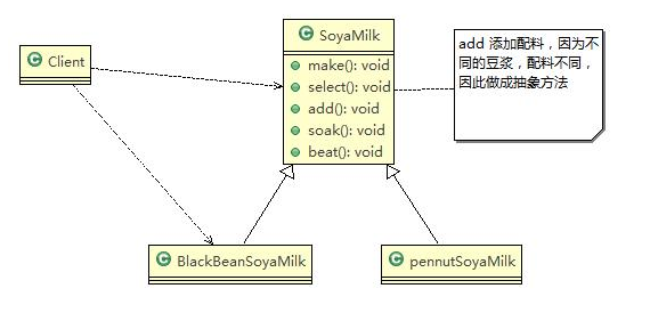 Client
SoyaMilk
make(): void
select(): void
add(): void
soak(): void
beat(): void
add 添加配料，因为不
同的豆浆，配料不同，
因此做成抽象方法
BlackBeanSoyaMilk
pennutSoyaMilk